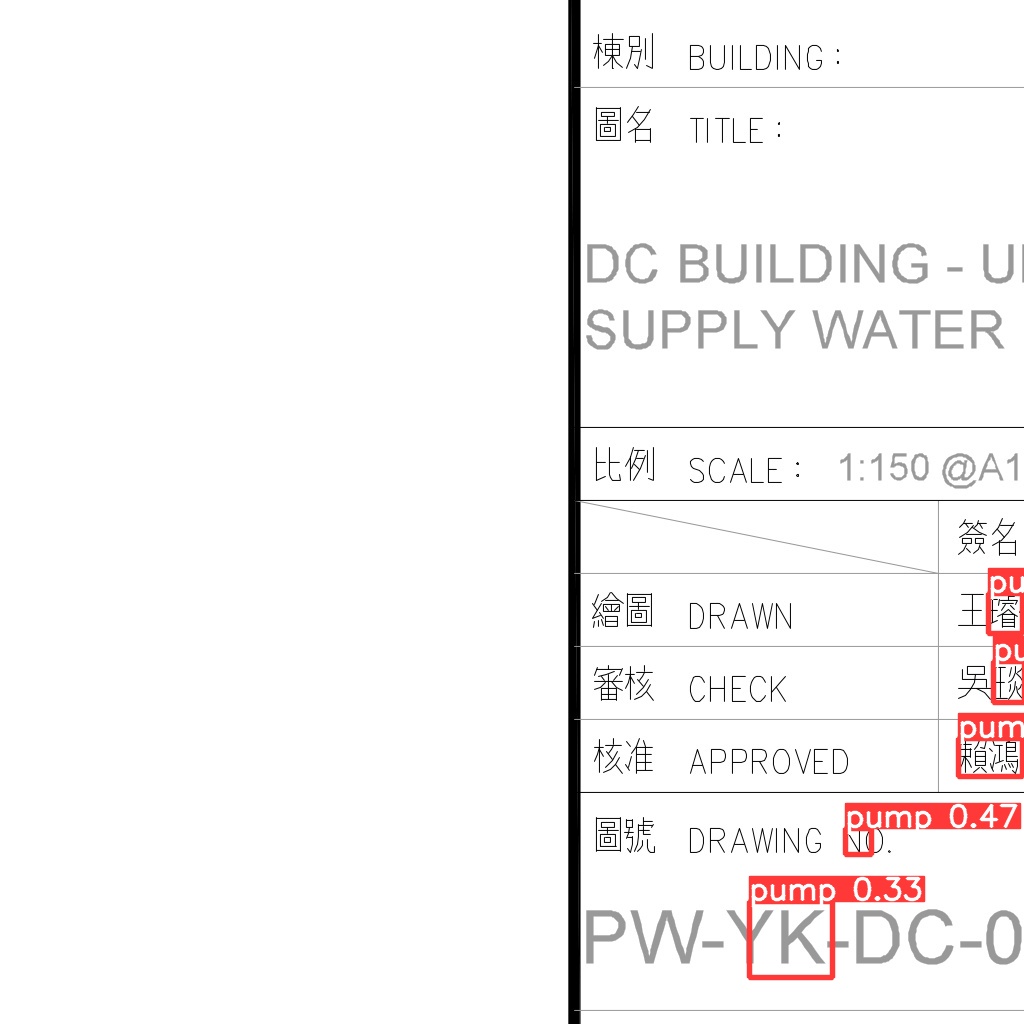 棟別 BUILDING :
圖名 TITLE :
DC BUILDING - U
SUPPLY WATER
比例 SCALE : 1:150 @A1
簽名
pu
繪圖 DRAWN 王璿
pu
審核 CHECK 吳琰
pum
核准 APPROVED 賴鴻
pump 0.47
圖號 DRAWING NO.
pump 0.33
PW-YK-DC-0